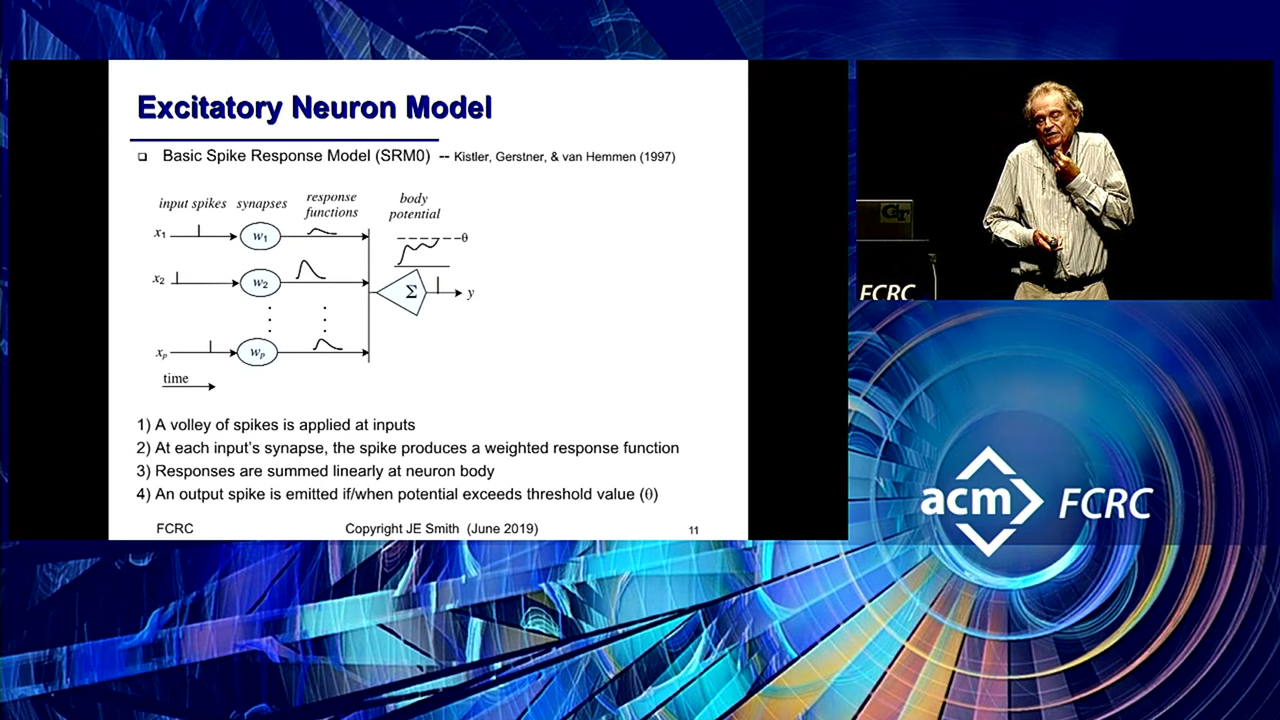 Excitatory Neuron Model
Basic Spike Response Model (SRM0) -- Kistler, Gerstner, & van Hemmen (1997)
input spikes synapses response functions body potential
x1 w1 θ
x2 w2 Σ y
xp wp
time
1) A volley of spikes is applied at inputs
2) At each input's synapse, the spike produces a weighted response function
3) Responses are summed linearly at neuron body
4) An output spike is emitted if/when potential exceeds threshold value (θ)
FCRC Copyright JE Smith (June 2019) 11
GT
FCRC
acm FCRC